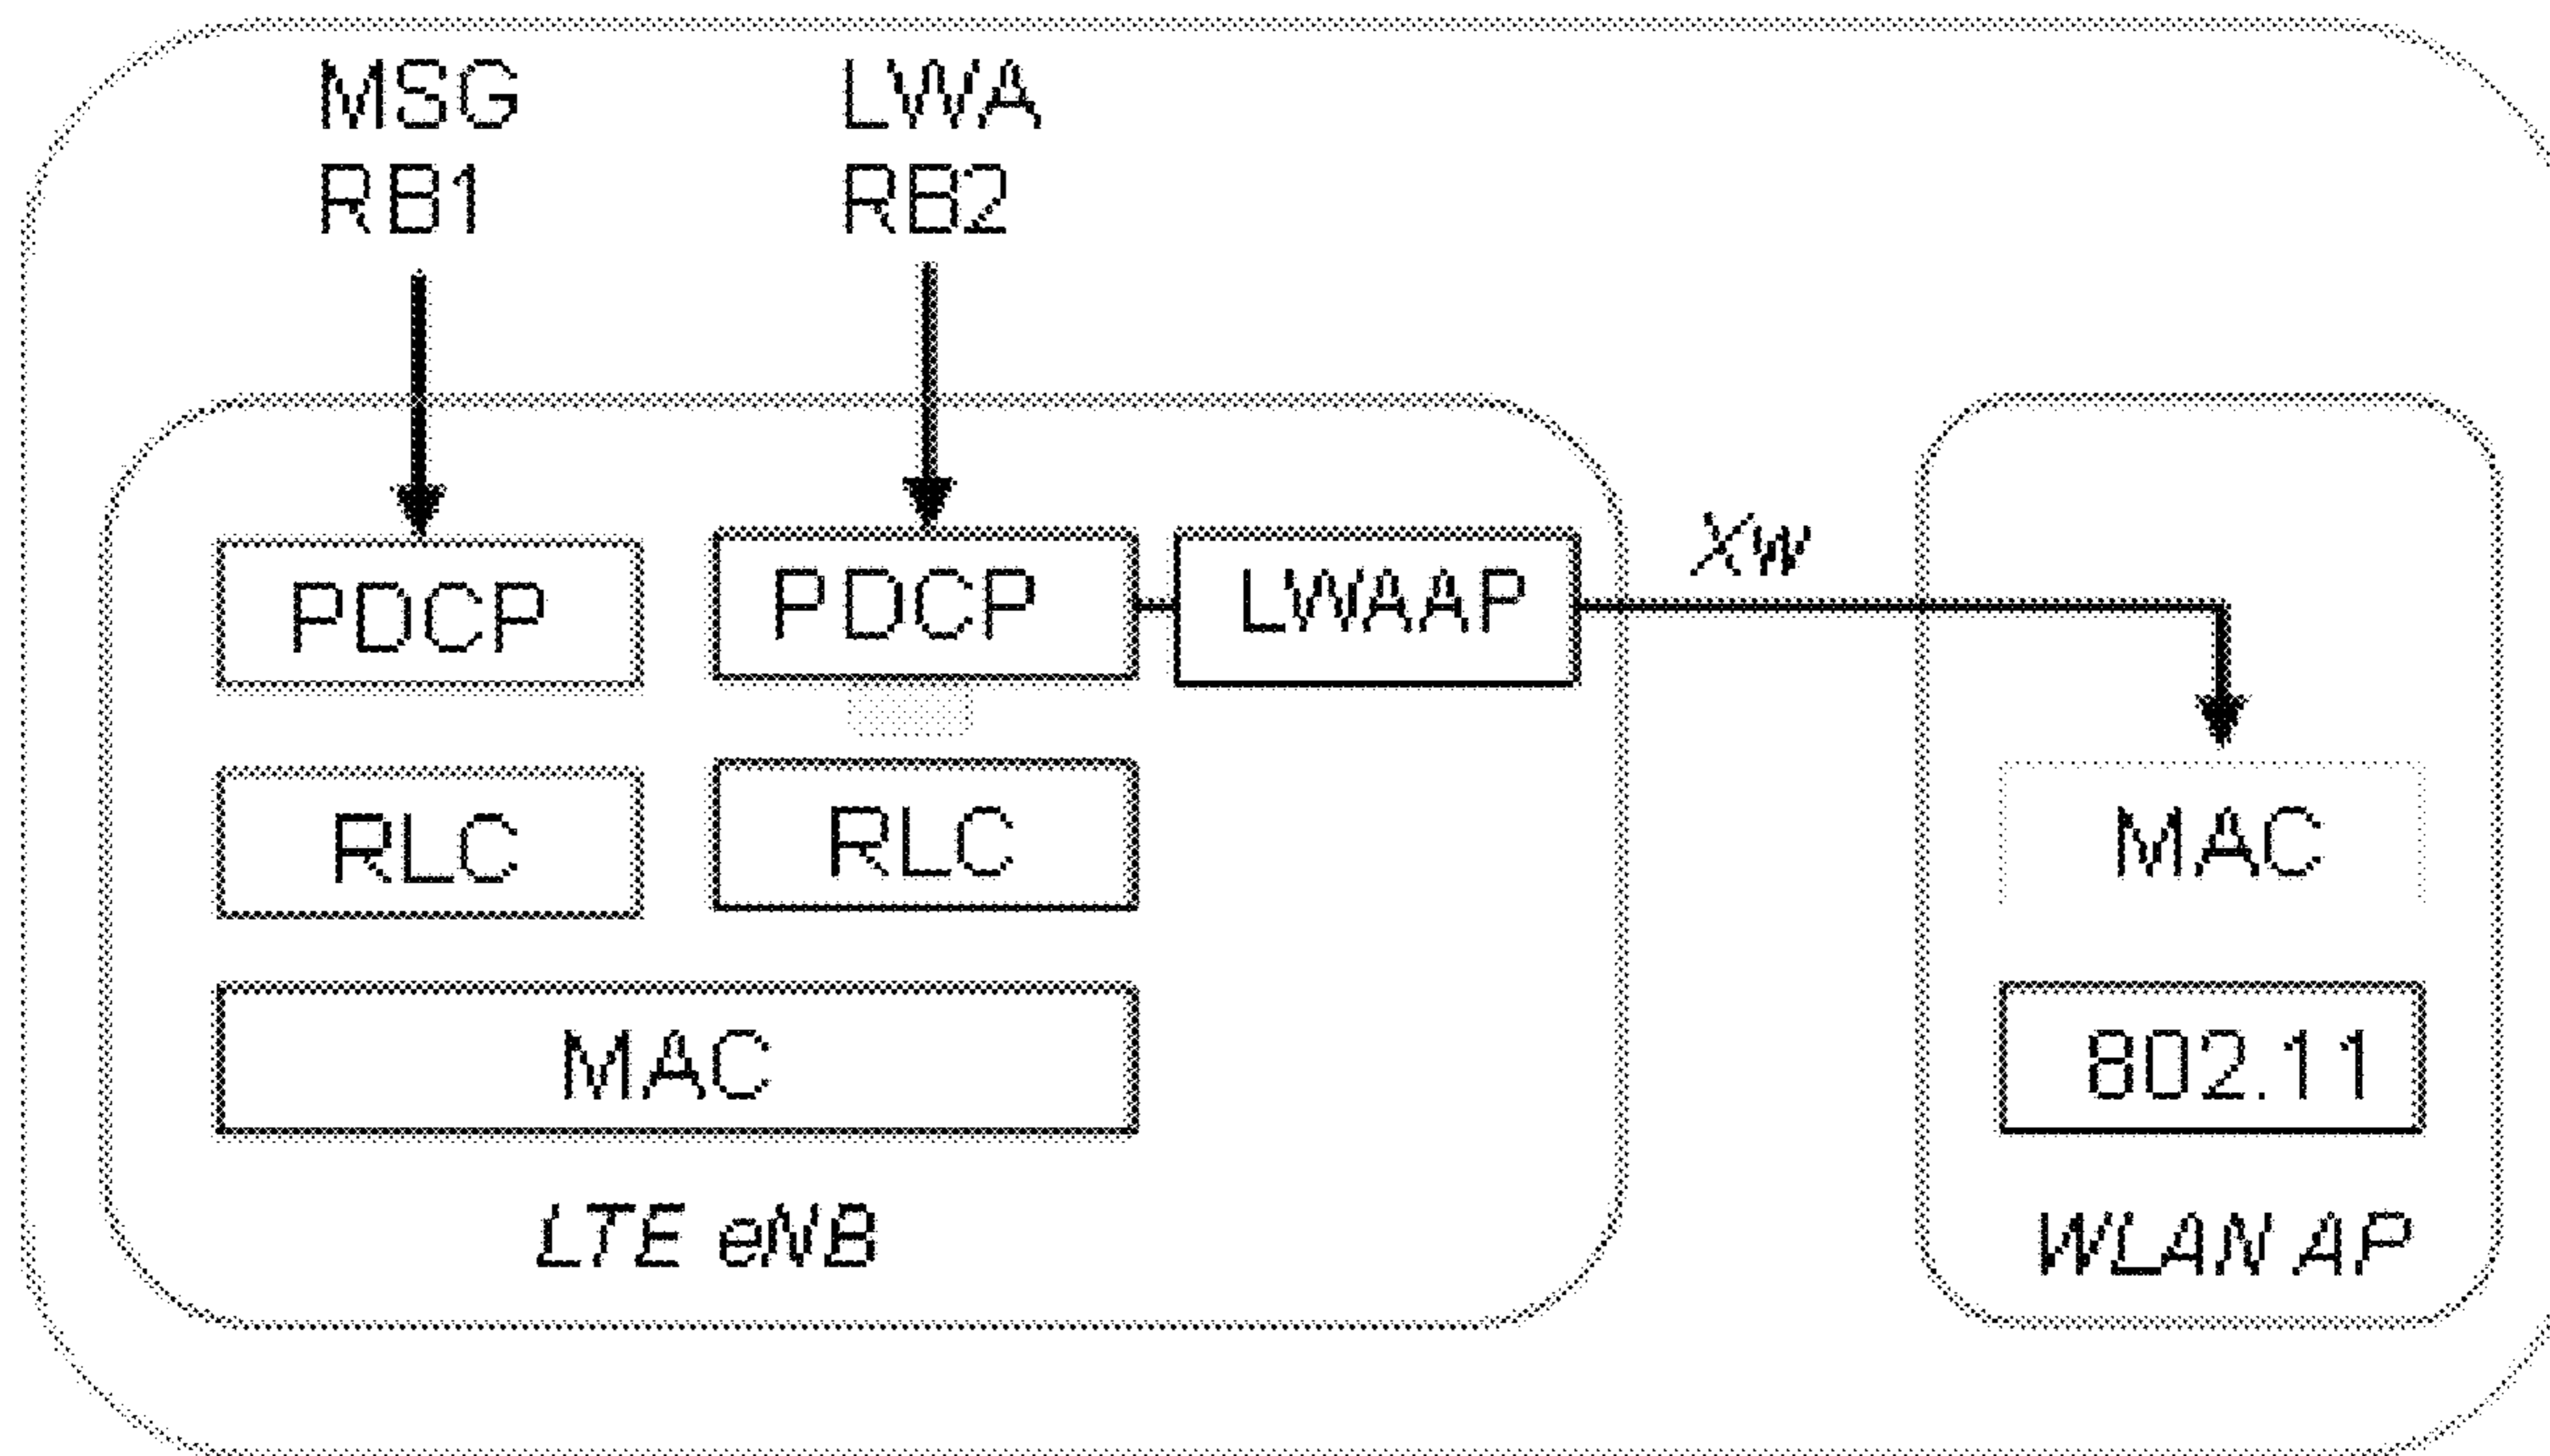 MSG
RB1
LWA
RB2
PDCP
PDCP
LWAAP
Xw
RLC
RLC
MAC
MAC
802.11
LTE eNB
WLAN AP